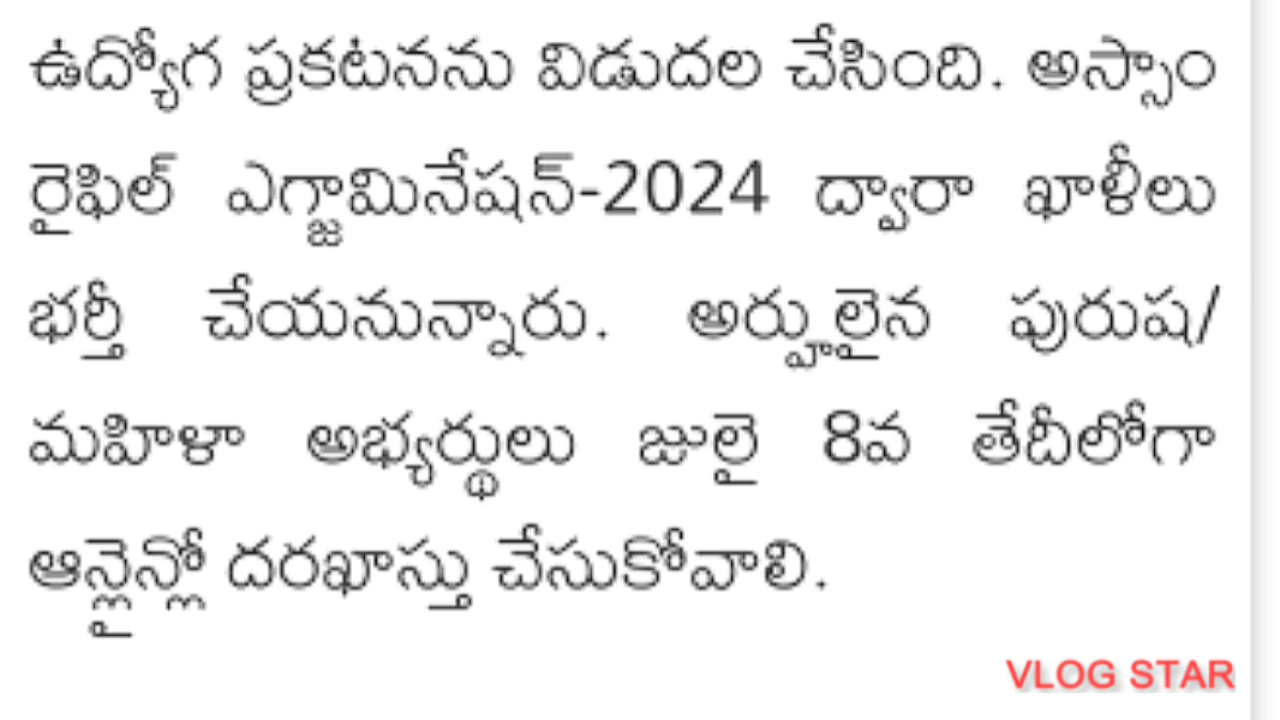 ఉద్యోగ ప్రకటనను విడుదల చేసింది. అస్సాం
రైఫిల్ ఎగ్జామినేషన్-2024 ద్వారా ఖాళీలు
భర్తీ చేయనున్నారు. అర్హులైన పురుష/
మహిళా అభ్యర్థులు జులై 8వ తేదీలోగా
ఆన్లైన్లో దరఖాస్తు చేసుకోవాలి.
VLOG STAR